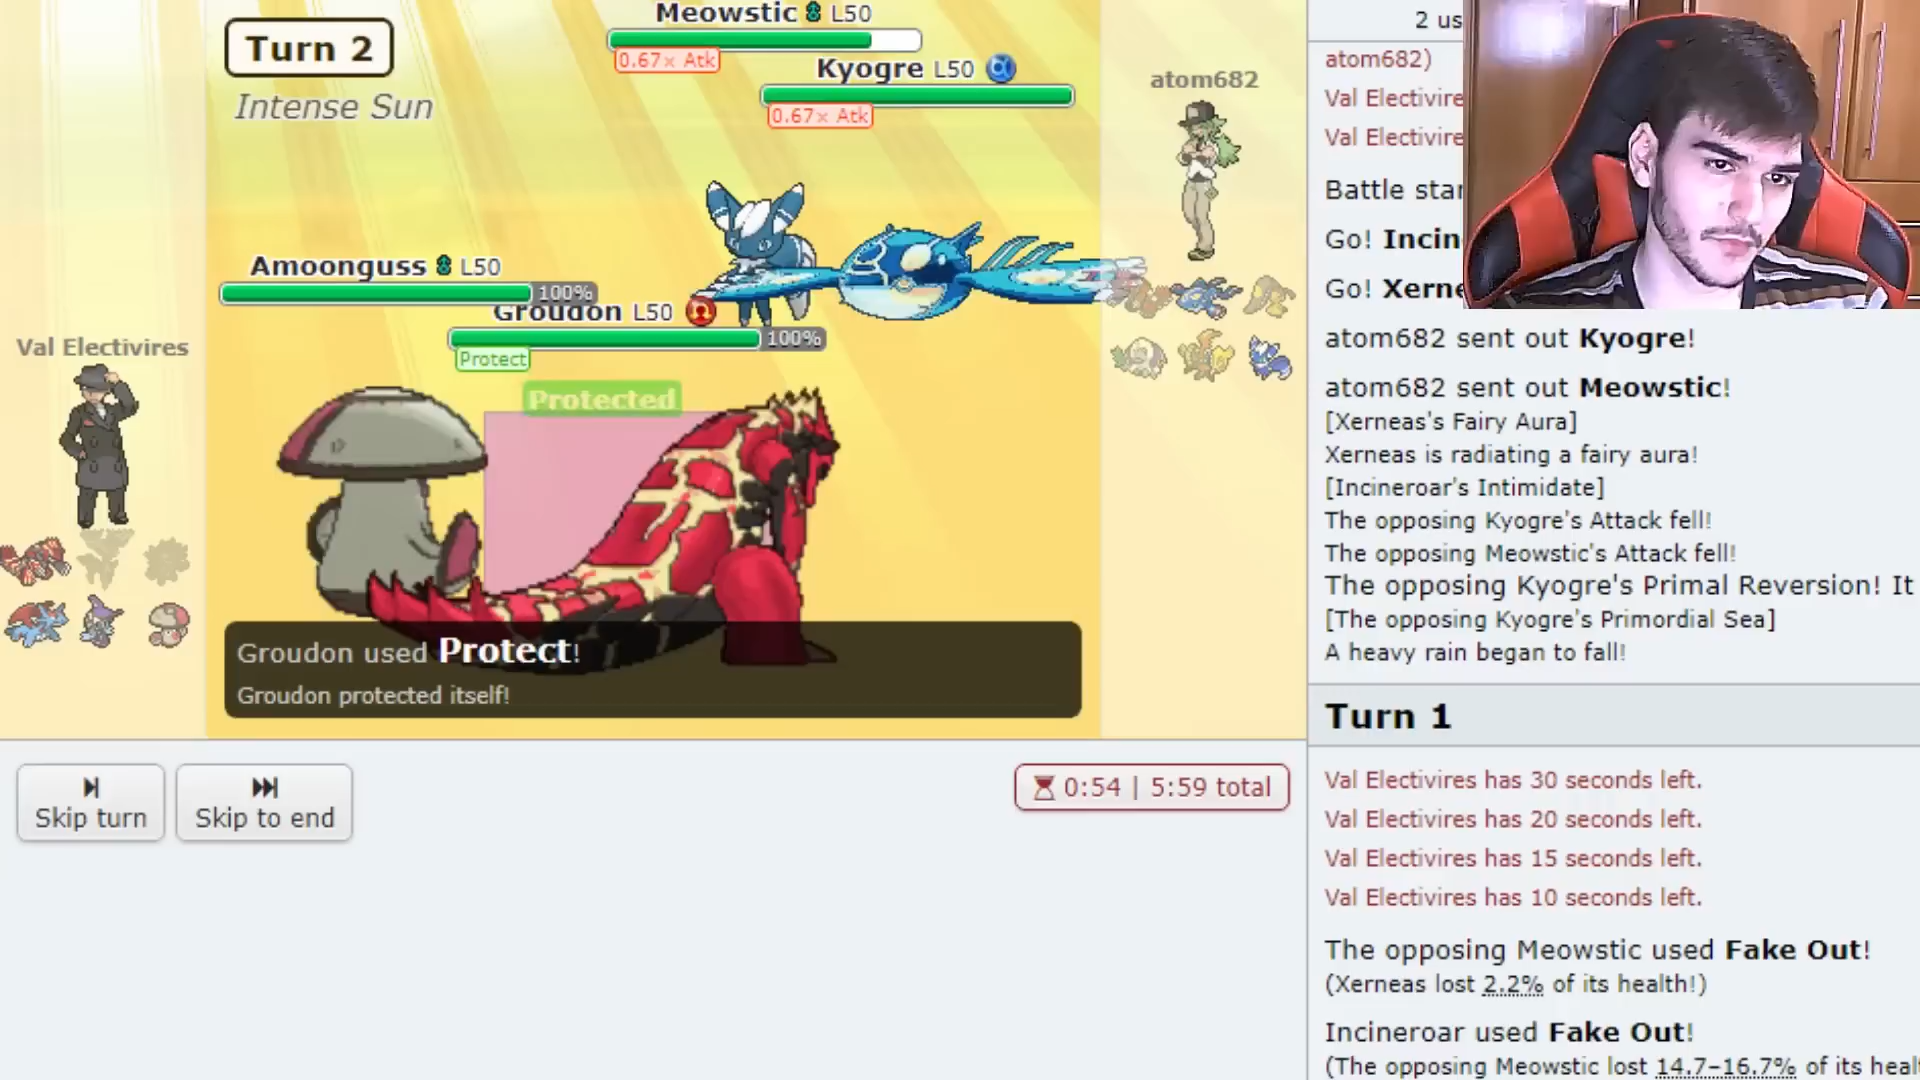 Turn 2
Intense Sun
Meowstic L50
0.67× Atk
Kyogre L50
0.67× Atk
atom682
Amoonguss L50
100%
Groudon L50
100%
Protect
Protected
Val Electivires
Groudon used Protect!
Groudon protected itself!
Skip turn
Skip to end
0:54 | 5:59 total
2 us
atom682)
Val Electivire
Val Electivire
Battle star
Go! Incin
Go! Xerne
atom682 sent out Kyogre!
atom682 sent out Meowstic!
[Xerneas's Fairy Aura]
Xerneas is radiating a fairy aura!
[Incineroar's Intimidate]
The opposing Kyogre's Attack fell!
The opposing Meowstic's Attack fell!
The opposing Kyogre's Primal Reversion! It
[The opposing Kyogre's Primordial Sea]
A heavy rain began to fall!
Turn 1
Val Electivires has 30 seconds left.
Val Electivires has 20 seconds left.
Val Electivires has 15 seconds left.
Val Electivires has 10 seconds left.
The opposing Meowstic used Fake Out!
(Xerneas lost 2.2% of its health!)
Incineroar used Fake Out!
(The opposing Meowstic lost 14.7–16.7% of its heal